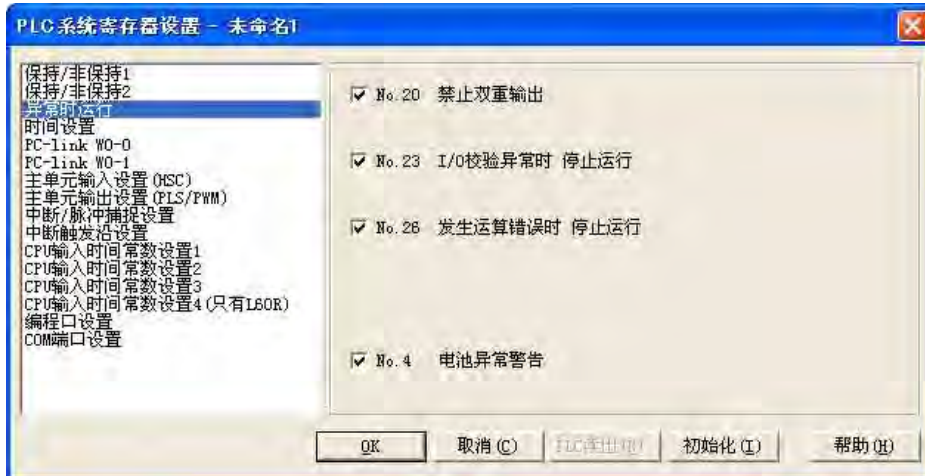 PLC系统寄存器设置 - 未命名1
保持/非保持1
保持/非保持2
异常时运行
时间设置
PC-link W0-0
PC-link W0-1
主单元输入设置(HSC)
主单元输出设置(PLS/PWM)
中断/脉冲捕捉设置
中断触发沿设置
CPU输入时间常数设置1
CPU输入时间常数设置2
CPU输入时间常数设置3
CPU输入时间常数设置4(只有L60R)
编程口设置
COM端口设置
No.20 禁止双重输出
No.23 I/O校验异常时 停止运行
No.26 发生运算错误时 停止运行
No.4 电池异常警告
OK
取消(C)
初始化(I)
帮助(H)